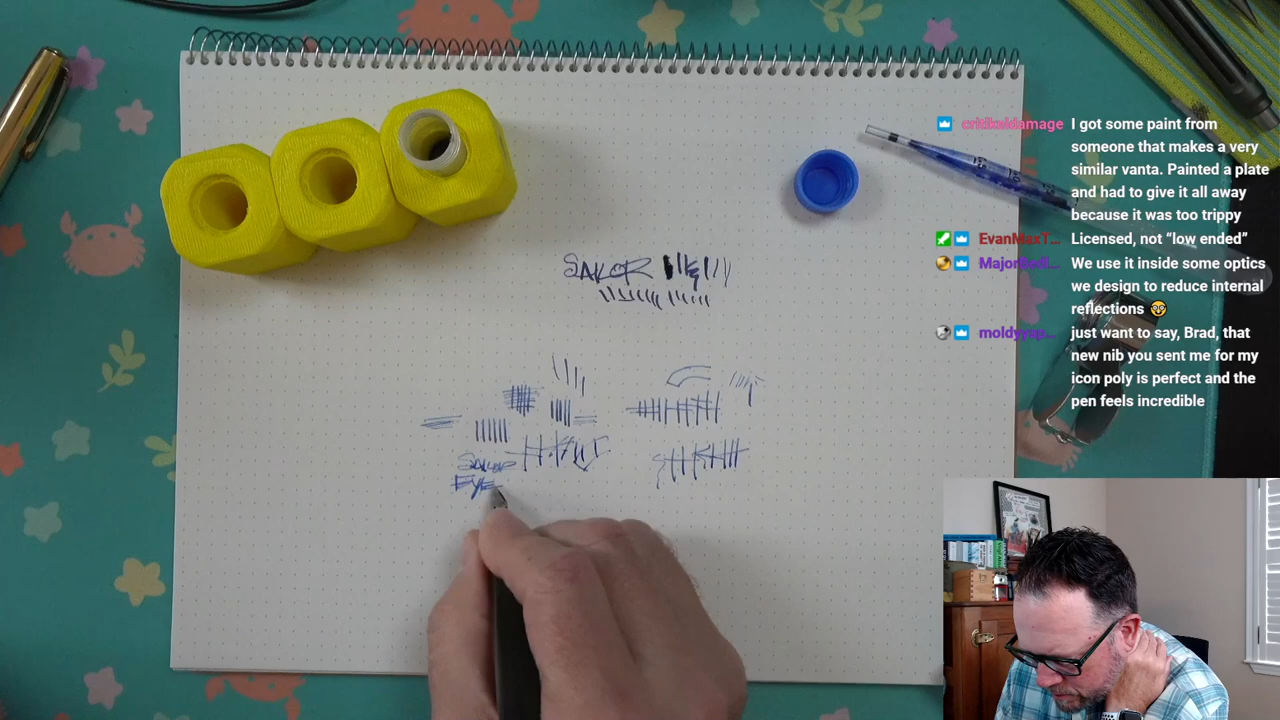 SAILOR
SAILOR
EYE
critikaldamage I got some paint from
someone that makes a very
similar vanta. Painted a plate
and had to give it all away
because it was too trippy
EvanMaxT... Licensed, not “low ended”
We use it inside some optics
we design to reduce internal
reflections 🤓
moldyyap... just want to say, Brad, that
new nib you sent me for my
icon poly is perfect and the
pen feels incredible